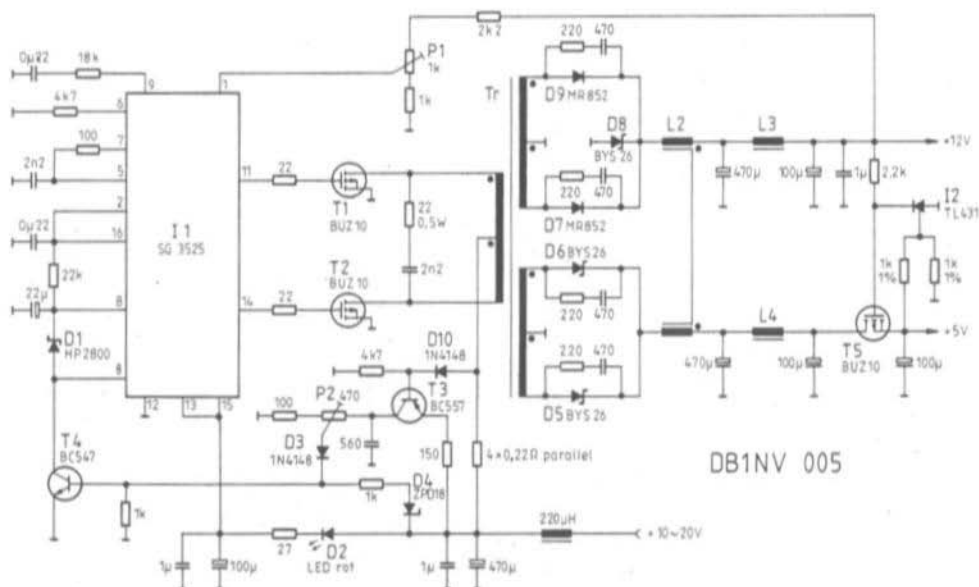 2k2
0µ22
18k
P1
1k
1k
220
470
D9 MR852
Tr
D8
BYS 26
L2
L3
+12V
9
1
4k7
6
100
7
2n2
5
2
0µ22
16
22k
22µ
8
D1
HP2800
8
I1
SG 3525
11
22
T1
BUZ10
22
0,5W
2n2
T2
BUZ10
14
22
220
470
D7 MR852
D6 BYS26
220
470
220
470
D5 BYS 26
470µ
100µ
1µ
2,2k
I2
TL431
1k
1%
1k
1%
L4
+5V
T5
BUZ10
470µ
100µ
100µ
12
13
15
4k7
D10
1N4148
T3
BC557
P2
470
100
D3
1N4148
560
150
4×0,22R parallel
T4
BC547
1k
1k
D4
ZPD18
DB1NV 005
220µH
+10~20V
27
D2
LED rot
1µ
100µ
1µ
470µ